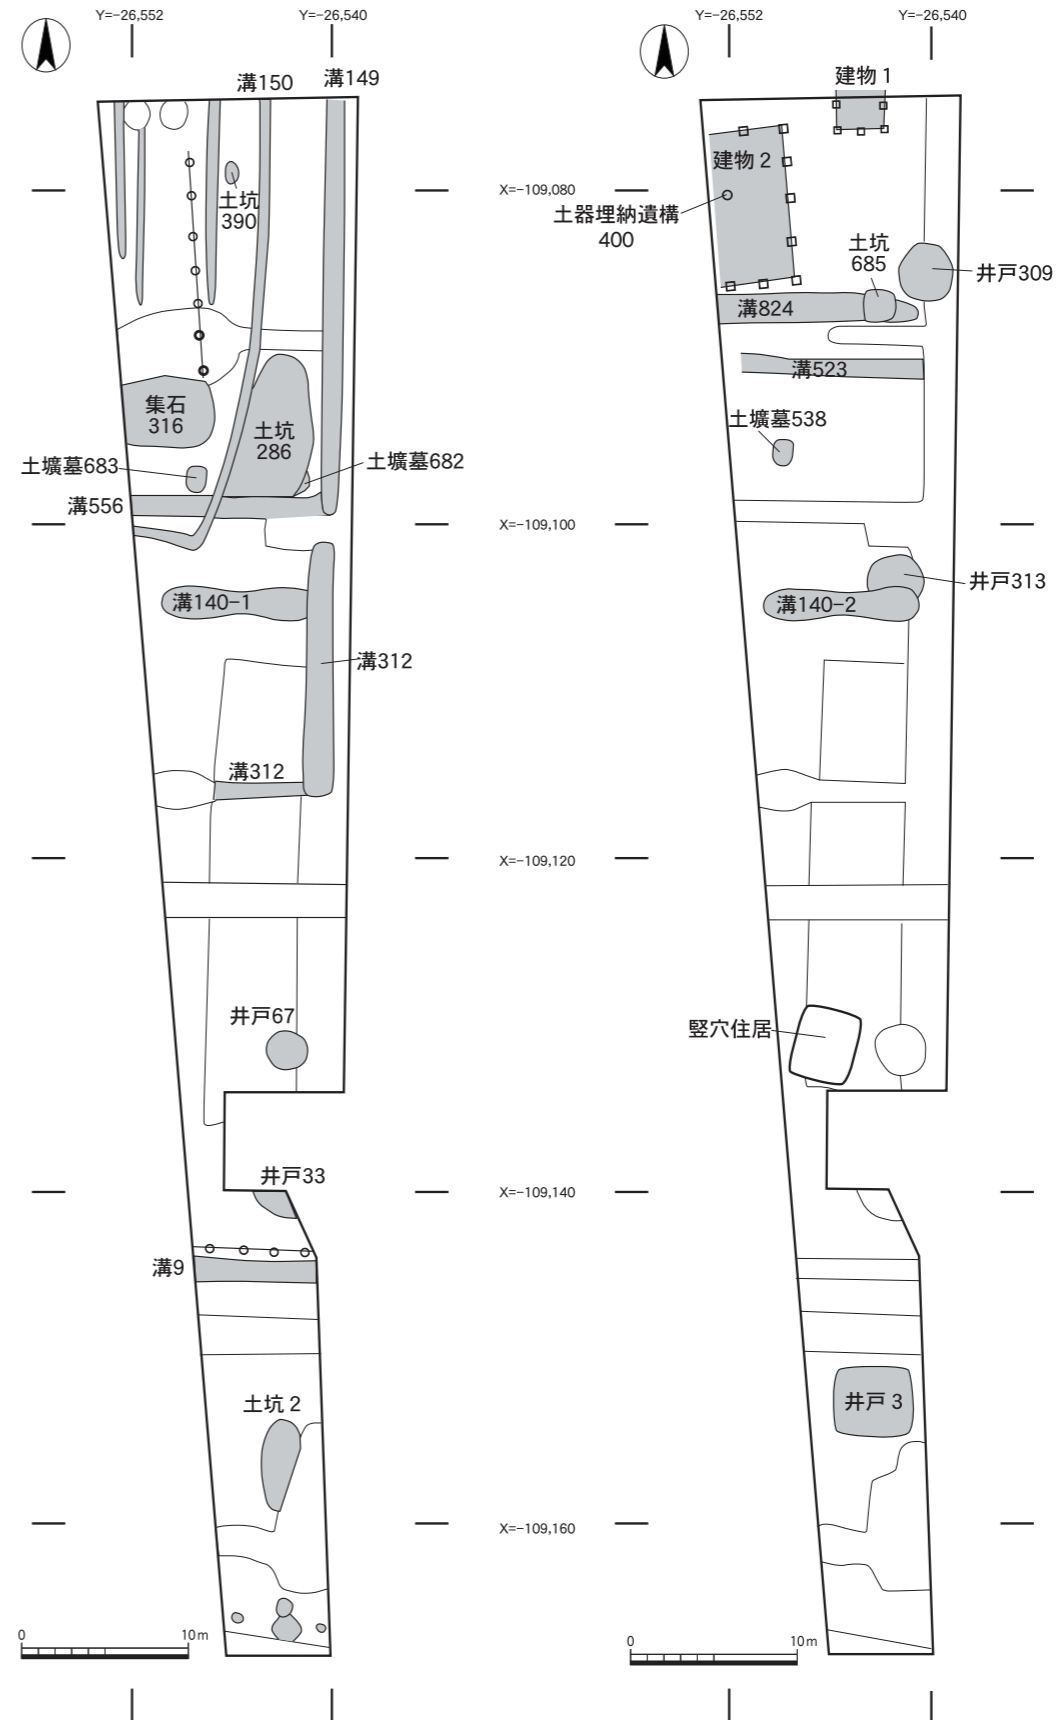 Y=−26,552
Y=−26,540
溝150
溝149
土坑
390
集石
316
土坑
286
土壙墓683
土壙墓682
溝556
溝140−1
溝312
溝312
井戸67
井戸33
溝9
土坑 2
0
10m
X=−109,080
X=−109,100
X=−109,120
X=−109,140
X=−109,160
Y=−26,552
Y=−26,540
建物 1
建物 2
土器埋納遺構
400
土坑
685
井戸309
溝824
溝523
土壙墓538
井戸313
溝140−2
竪穴住居
井戸 3
0
10m